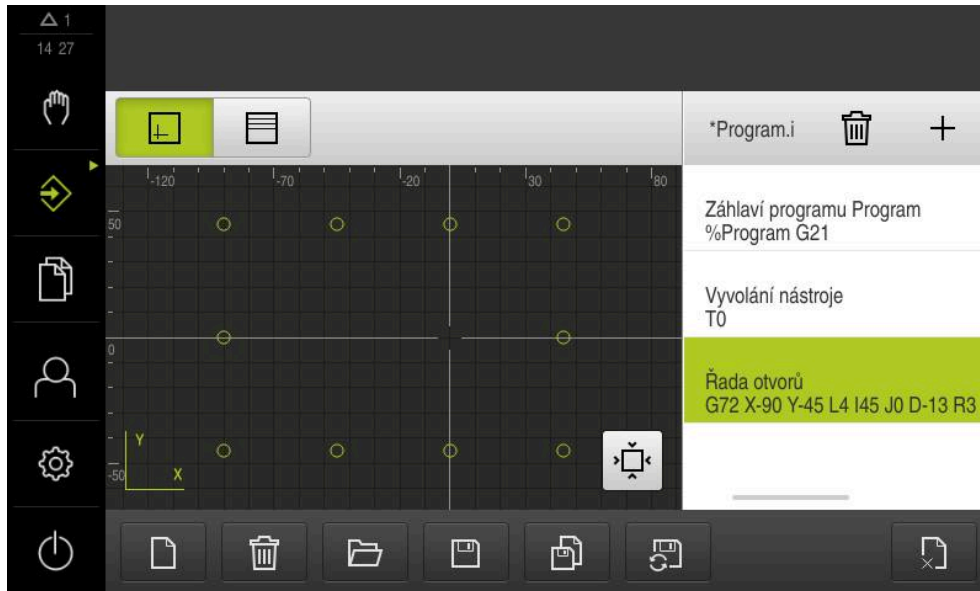 1
14 27
*Program.i
-120
-70
-20
30
80
50
0
-50
Y
X
Záhlaví programu Program
%Program G21
Vyvolání nástroje
T0
Řada otvorů
G72 X-90 Y-45 L4 I45 J0 D-13 R3